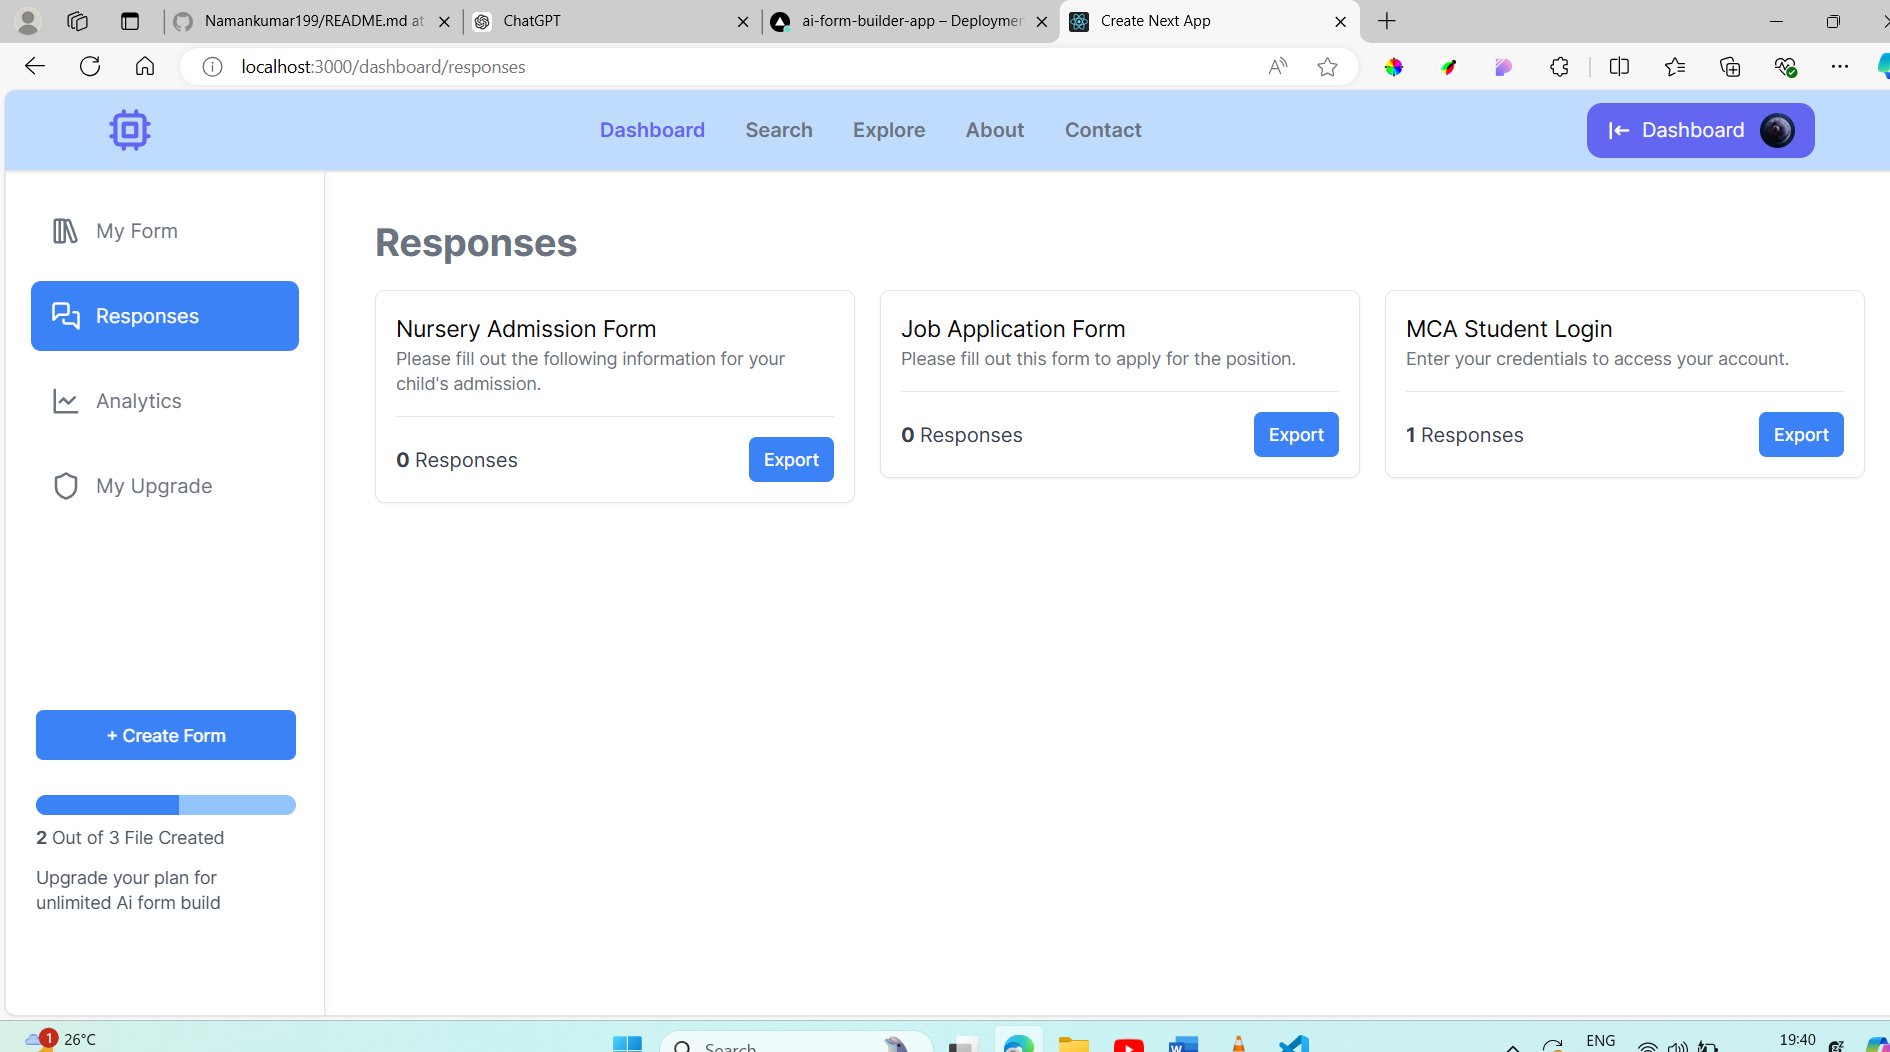 Namankumar199/README.md at
ChatGPT
ai-form-builder-app – Deploymen
Create Next App
localhost:3000/dashboard/responses
Dashboard
Search
Explore
About
Contact
Dashboard
My Form
Responses
Analytics
My Upgrade
+ Create Form
2 Out of 3 File Created
Upgrade your plan for
unlimited Ai form build
Responses
Nursery Admission Form
Please fill out the following information for your
child's admission.
0 Responses
Export
Job Application Form
Please fill out this form to apply for the position.
0 Responses
Export
MCA Student Login
Enter your credentials to access your account.
1 Responses
Export
1
26°C
Search
ENG
19:40